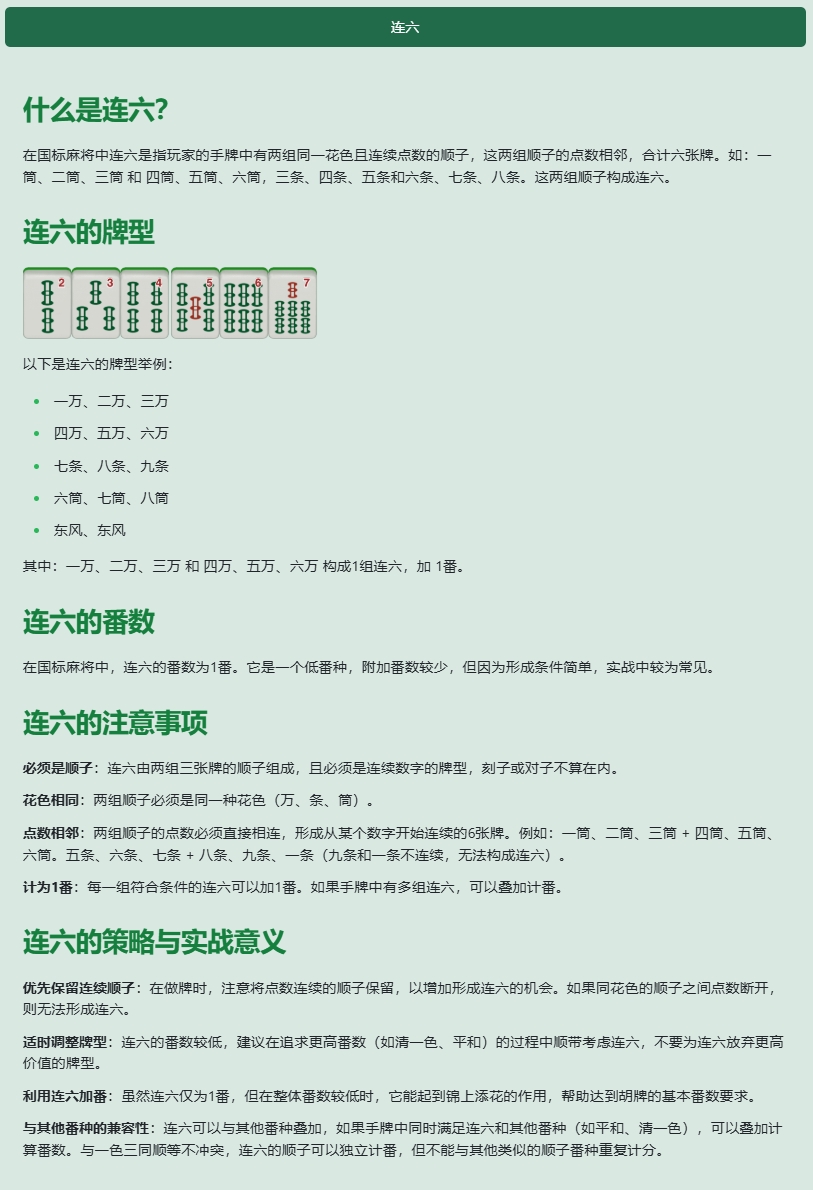 连六
什么是连六？
在国标麻将中连六是指玩家的手牌中有两组同一花色且连续点数的顺子，这两组顺子的点数相邻，合计六张牌。如：一
筒、二筒、三筒 和 四筒、五筒、六筒，三条、四条、五条和六条、七条、八条。这两组顺子构成连六。
连六的牌型
2 3 4 5 6 7
以下是连六的牌型举例：
一万、二万、三万
四万、五万、六万
七条、八条、九条
六筒、七筒、八筒
东风、东风
其中：一万、二万、三万 和 四万、五万、六万 构成1组连六，加 1番。
连六的番数
在国标麻将中，连六的番数为1番。它是一个低番种，附加番数较少，但因为形成条件简单，实战中较为常见。
连六的注意事项
必须是顺子：连六由两组三张牌的顺子组成，且必须是连续数字的牌型，刻子或对子不算在内。
花色相同：两组顺子必须是同一种花色（万、条、筒）。
点数相邻：两组顺子的点数必须直接相连，形成从某个数字开始连续的6张牌。例如：一筒、二筒、三筒 + 四筒、五筒、
六筒。五条、六条、七条 + 八条、九条、一条（九条和一条不连续，无法构成连六）。
计为1番：每一组符合条件的连六可以加1番。如果手牌中有多组连六，可以叠加计番。
连六的策略与实战意义
优先保留连续顺子：在做牌时，注意将点数连续的顺子保留，以增加形成连六的机会。如果同花色的顺子之间点数断开，
则无法形成连六。
适时调整牌型：连六的番数较低，建议在追求更高番数（如清一色、平和）的过程中顺带考虑连六，不要为连六放弃更高
价值的牌型。
利用连六加番：虽然连六仅为1番，但在整体番数较低时，它能起到锦上添花的作用，帮助达到胡牌的基本番数要求。
与其他番种的兼容性：连六可以与其他番种叠加，如果手牌中同时满足连六和其他番种（如平和、清一色），可以叠加计
算番数。与一色三同顺等不冲突，连六的顺子可以独立计番，但不能与其他类似的顺子番种重复计分。